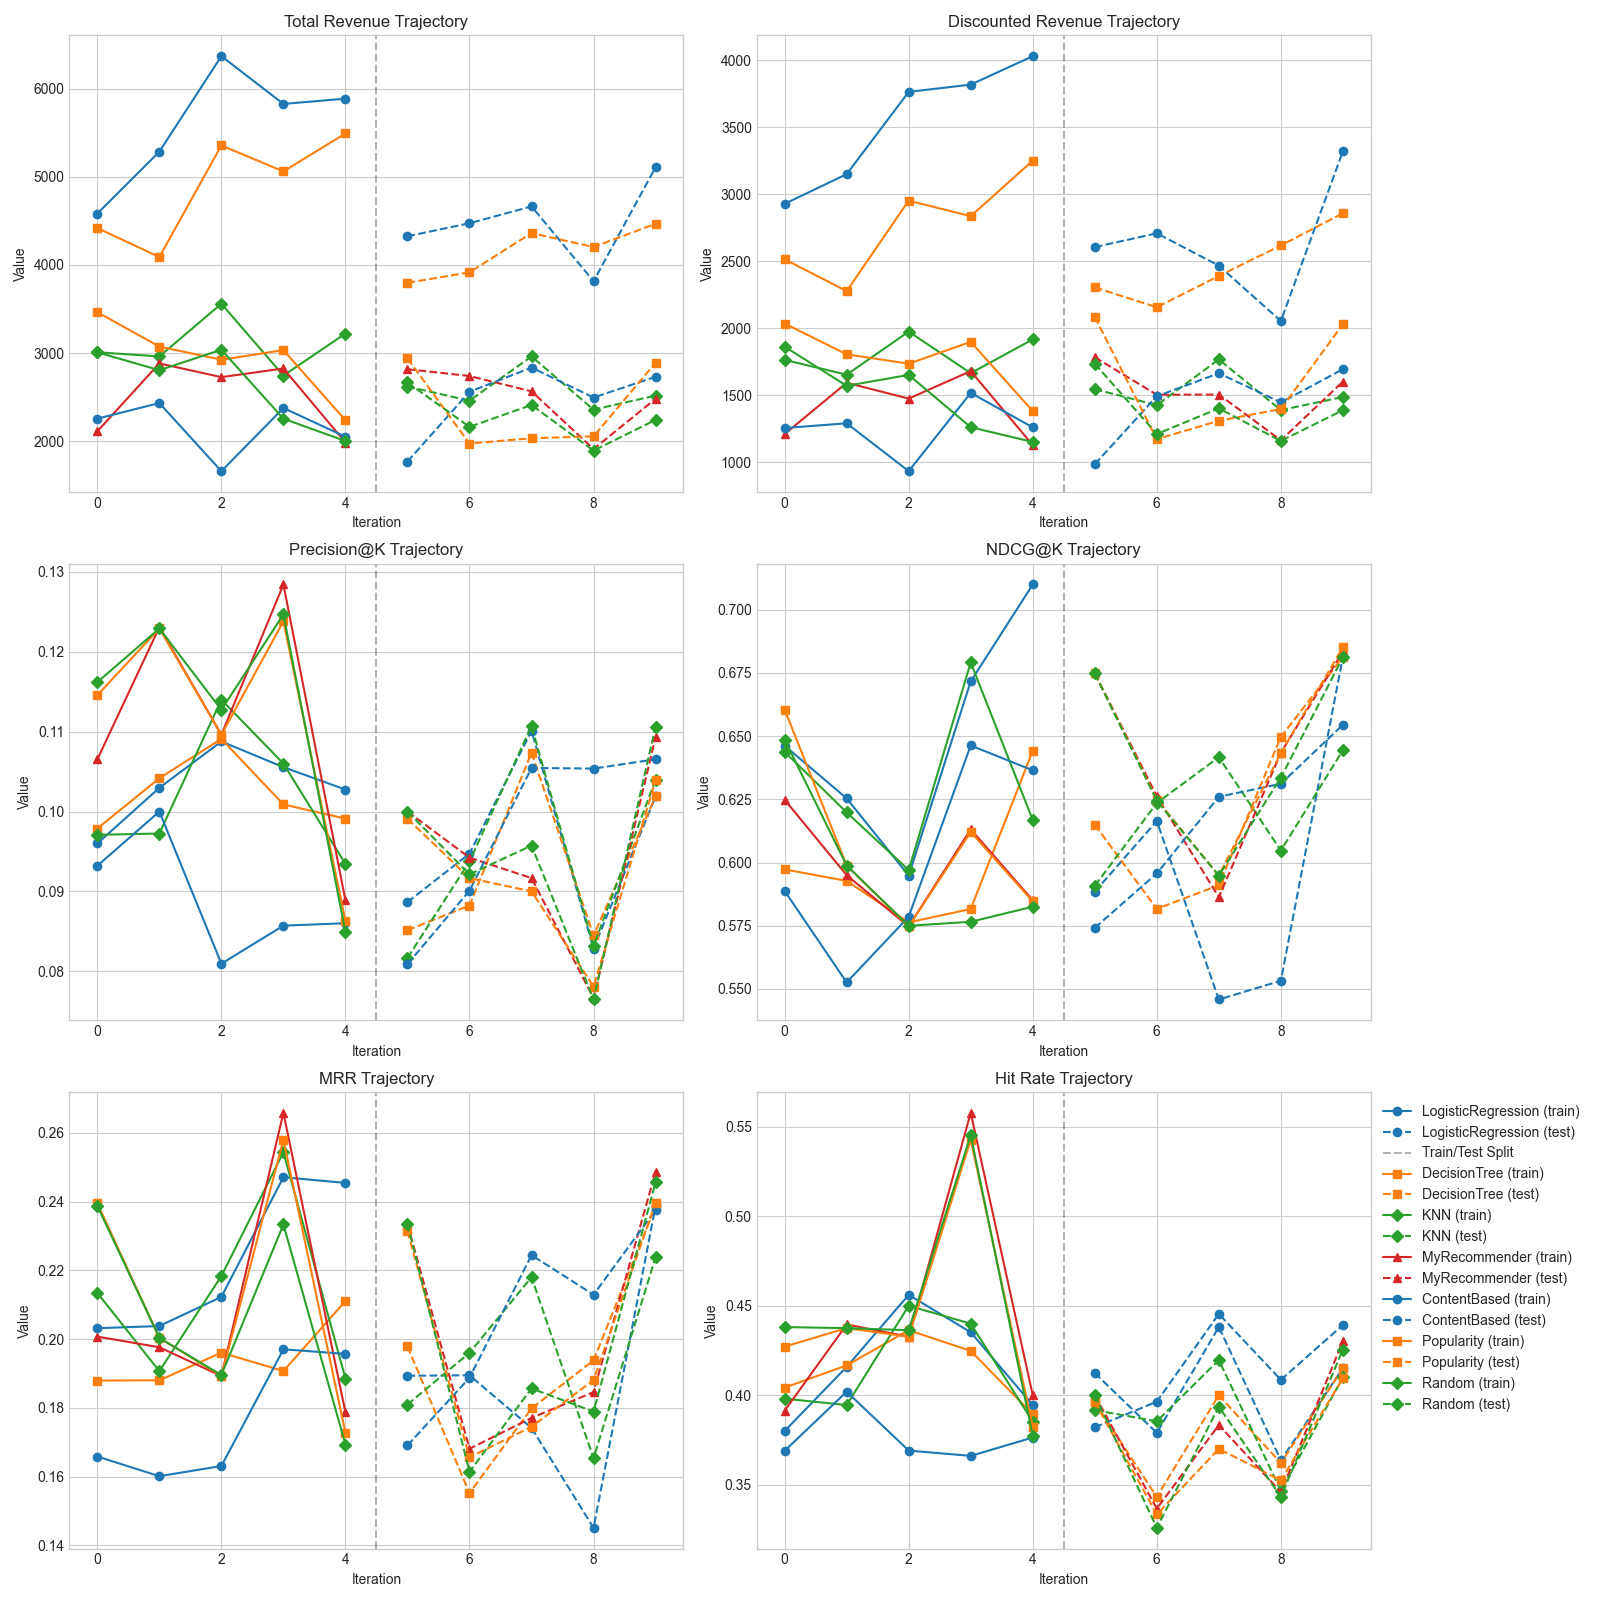 Total Revenue Trajectory
Value
6000
5000
4000
3000
2000
0 2 4 6 8
Iteration
Discounted Revenue Trajectory
Value
4000
3500
3000
2500
2000
1500
1000
0 2 4 6 8
Iteration
Precision@K Trajectory
Value
0.13
0.12
0.11
0.10
0.09
0.08
0 2 4 6 8
Iteration
NDCG@K Trajectory
Value
0.700
0.675
0.650
0.625
0.600
0.575
0.550
0 2 4 6 8
Iteration
MRR Trajectory
Value
0.26
0.24
0.22
0.20
0.18
0.16
0.14
0 2 4 6 8
Iteration
Hit Rate Trajectory
Value
0.55
0.50
0.45
0.40
0.35
0 2 4 6 8
Iteration
LogisticRegression (train)
LogisticRegression (test)
Train/Test Split
DecisionTree (train)
DecisionTree (test)
KNN (train)
KNN (test)
MyRecommender (train)
MyRecommender (test)
ContentBased (train)
ContentBased (test)
Popularity (train)
Popularity (test)
Random (train)
Random (test)